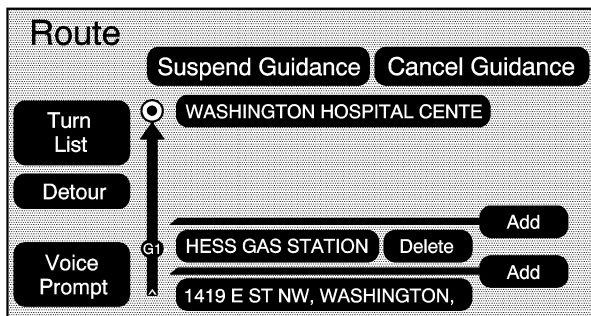 Route
Suspend Guidance
Cancel Guidance
Turn
List
WASHINGTON HOSPITAL CENTE
Detour
Add
G1
HESS GAS STATION
Delete
Voice
Prompt
Add
1419 E ST NW, WASHINGTON,